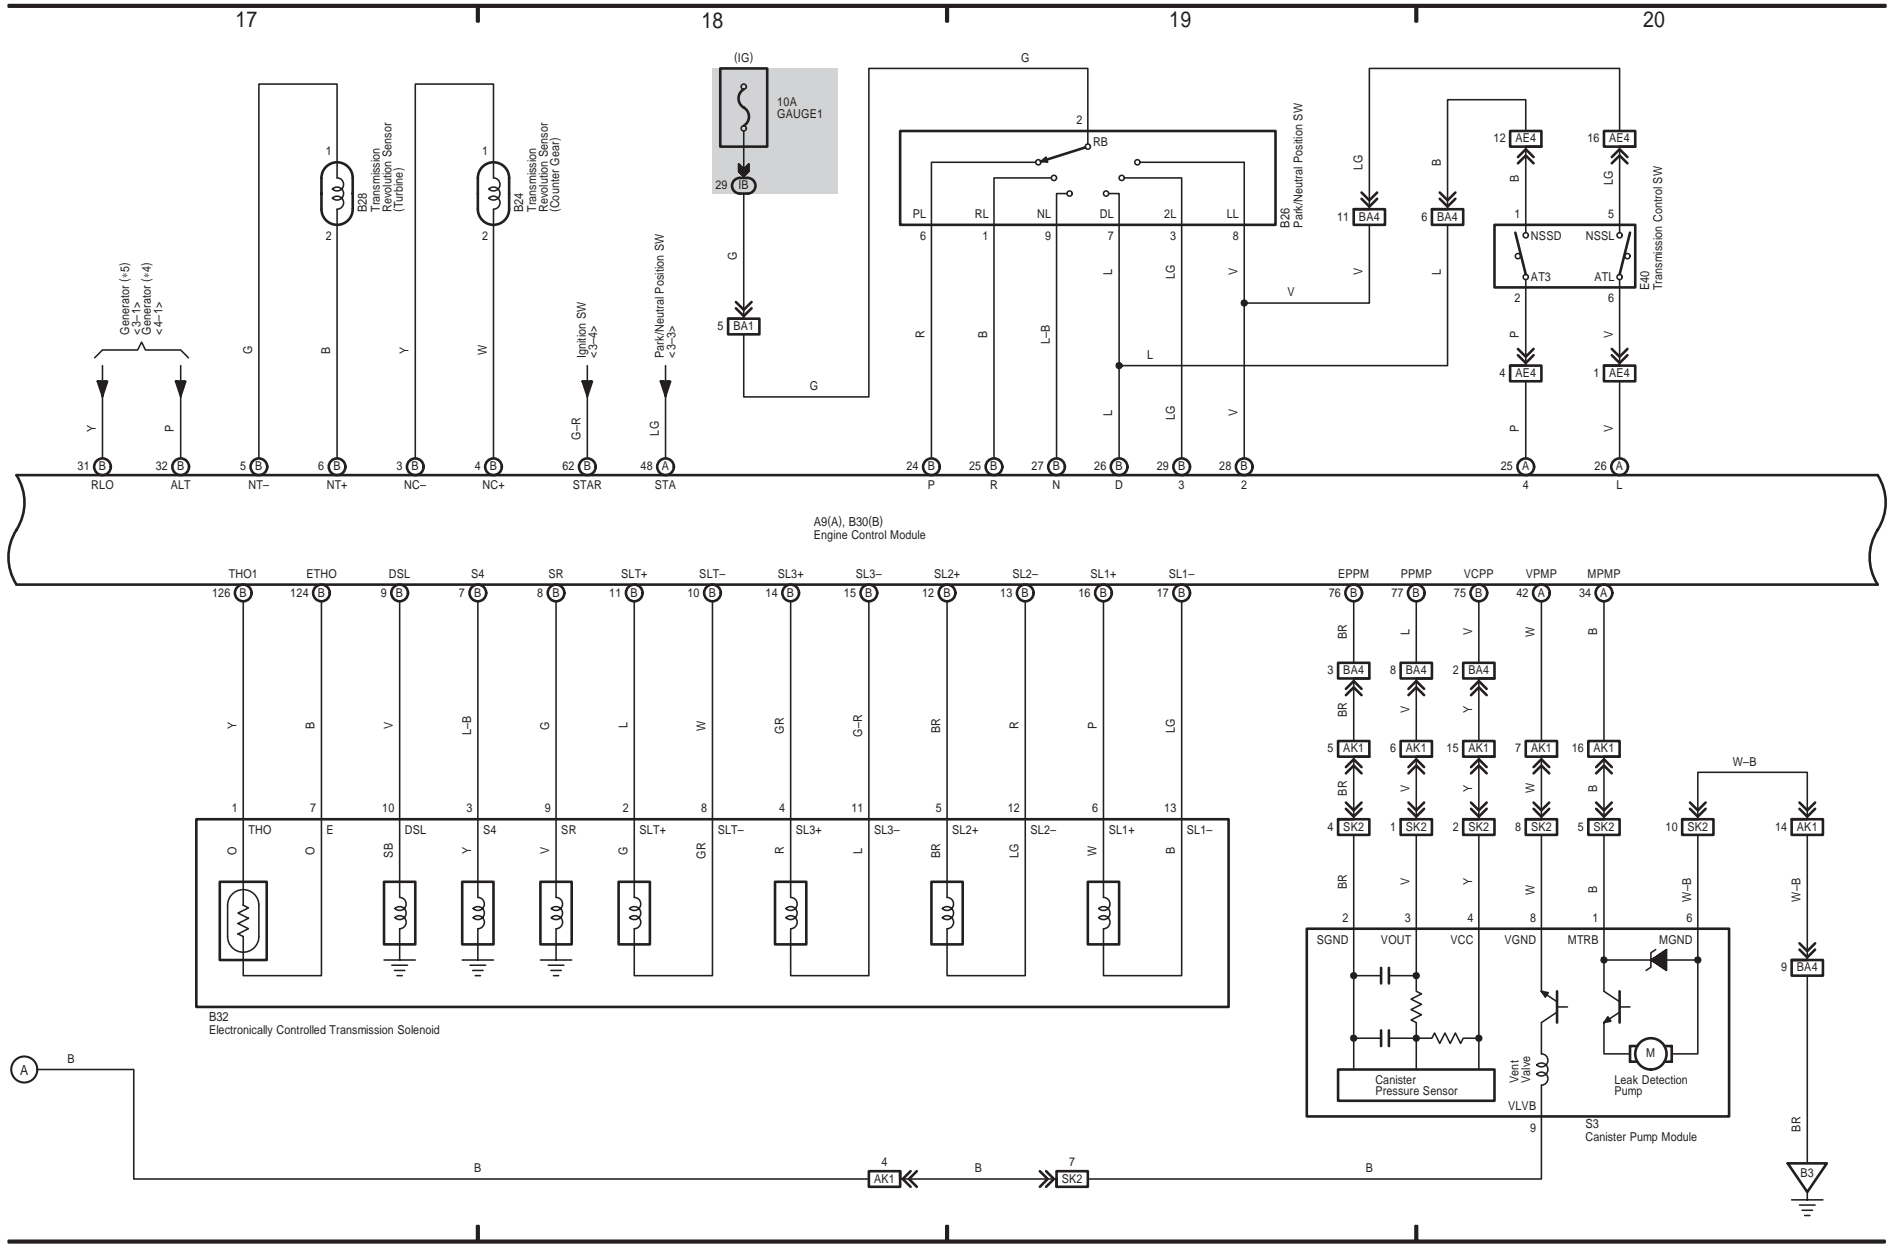 17
18
19
20
(IG)
10A
GAUGE1
29 IB
G
5 BA1
G
G
2
RB
PL RL NL DL 2L LL
6 1 9 7 3 8
B26
Park/Neutral Position SW
1
2
B28
Transmission
Revolution Sensor
(Turbine)
1
2
B24
Transmission
Revolution Sensor
(Counter Gear)
Generator (*5)
<3–1>
Generator (*4)
<4–1>
Ignition SW
<3–4>
Park/Neutral Position SW
<3–3>
LG B
11 BA4 6 BA4
V L
12 AE4 16 AE4
B LG
1 5
NSSD NSSL
AT3 ATL
2 6
E40
Transmission Control SW
L LG V
V
L
P V
4 AE4 1 AE4
Y P G B Y W G–R LG R B L–B L LG V P V
31 B 32 B 5 B 6 B 3 B 4 B 62 B 48 A 24 B 25 B 27 B 26 B 29 B 28 B 25 A 26 A
RLO ALT NT– NT+ NC– NC+ STAR STA P R N D 3 2 4 L
A9(A), B30(B)
Engine Control Module
THO1 ETHO DSL S4 SR SLT+ SLT– SL3+ SL3– SL2+ SL2– SL1+ SL1– EPPM PPMP VCPP VPMP MPMP
126 B 124 B 9 B 7 B 8 B 11 B 10 B 14 B 15 B 12 B 13 B 16 B 17 B 76 B 77 B 75 B 42 A 34 A
BR L V W B
3 BA4 8 BA4 2 BA4
Y B V L–B G L W GR G–R BR R P LG BR V Y
5 AK1 6 AK1 15 AK1 7 AK1 16 AK1
W–B
BR V Y W B
1 7 10 3 9 2 8 4 11 5 12 6 13
4 SK2 1 SK2 2 SK2 8 SK2 5 SK2 10 SK2 14 AK1
THO E DSL S4 SR SLT+ SLT– SL3+ SL3– SL2+ SL2– SL1+ SL1–
O O SB Y V G GR R L BR LG W B
BR V Y W B W–B W–B
2 3 4 8 1 6
SGND VOUT VCC VGND MTRB MGND
9 BA4
B32
Electronically Controlled Transmission Solenoid
M
Canister
Pressure Sensor
Vent
Valve
Leak Detection
Pump
VLVB
9
S3
Canister Pump Module
BR
B3
A
B
B
4
AK1
B
7
SK2
B